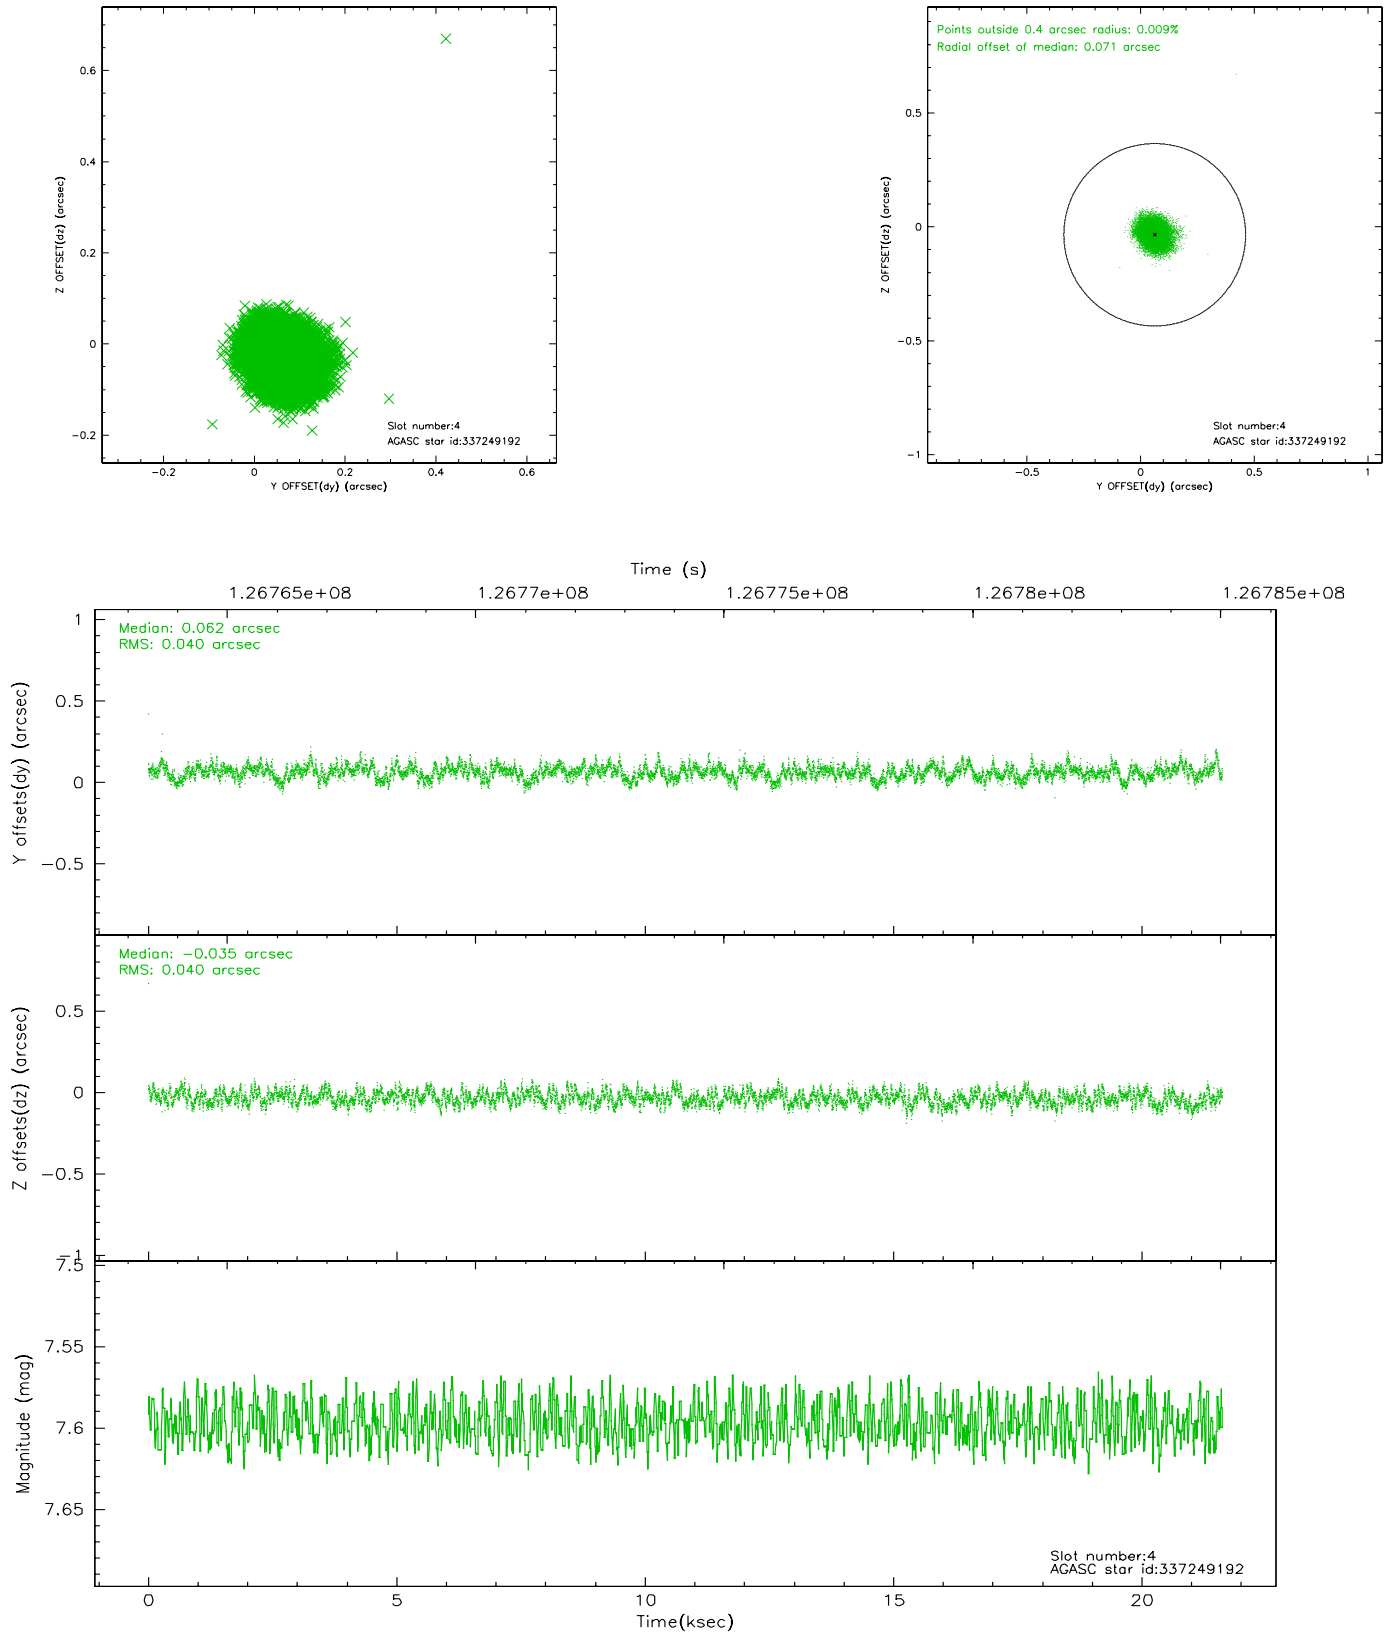 0.6
0.4
0.2
0
−0.2
−0.2
0
0.2
0.4
0.6
Z OFFSET(dz) (arcsec)
Y OFFSET(dy) (arcsec)
Slot number:4
AGASC star id:337249192
Points outside 0.4 arcsec radius: 0.009%
Radial offset of median: 0.071 arcsec
0.5
0
−0.5
−1
−0.5
0
0.5
1
Z OFFSET(dz) (arcsec)
Y OFFSET(dy) (arcsec)
Slot number:4
AGASC star id:337249192
Time (s)
1.26765e+08
1.2677e+08
1.26775e+08
1.2678e+08
1.26785e+08
Median: 0.062 arcsec
RMS: 0.040 arcsec
1
0.5
0
−0.5
Y offsets(dy) (arcsec)
Median: −0.035 arcsec
RMS: 0.040 arcsec
0.5
0
−0.5
−1
Z offsets(dz) (arcsec)
7.5
7.55
7.6
7.65
Magnitude (mag)
Slot number:4
AGASC star id:337249192
0
5
10
15
20
Time(ksec)